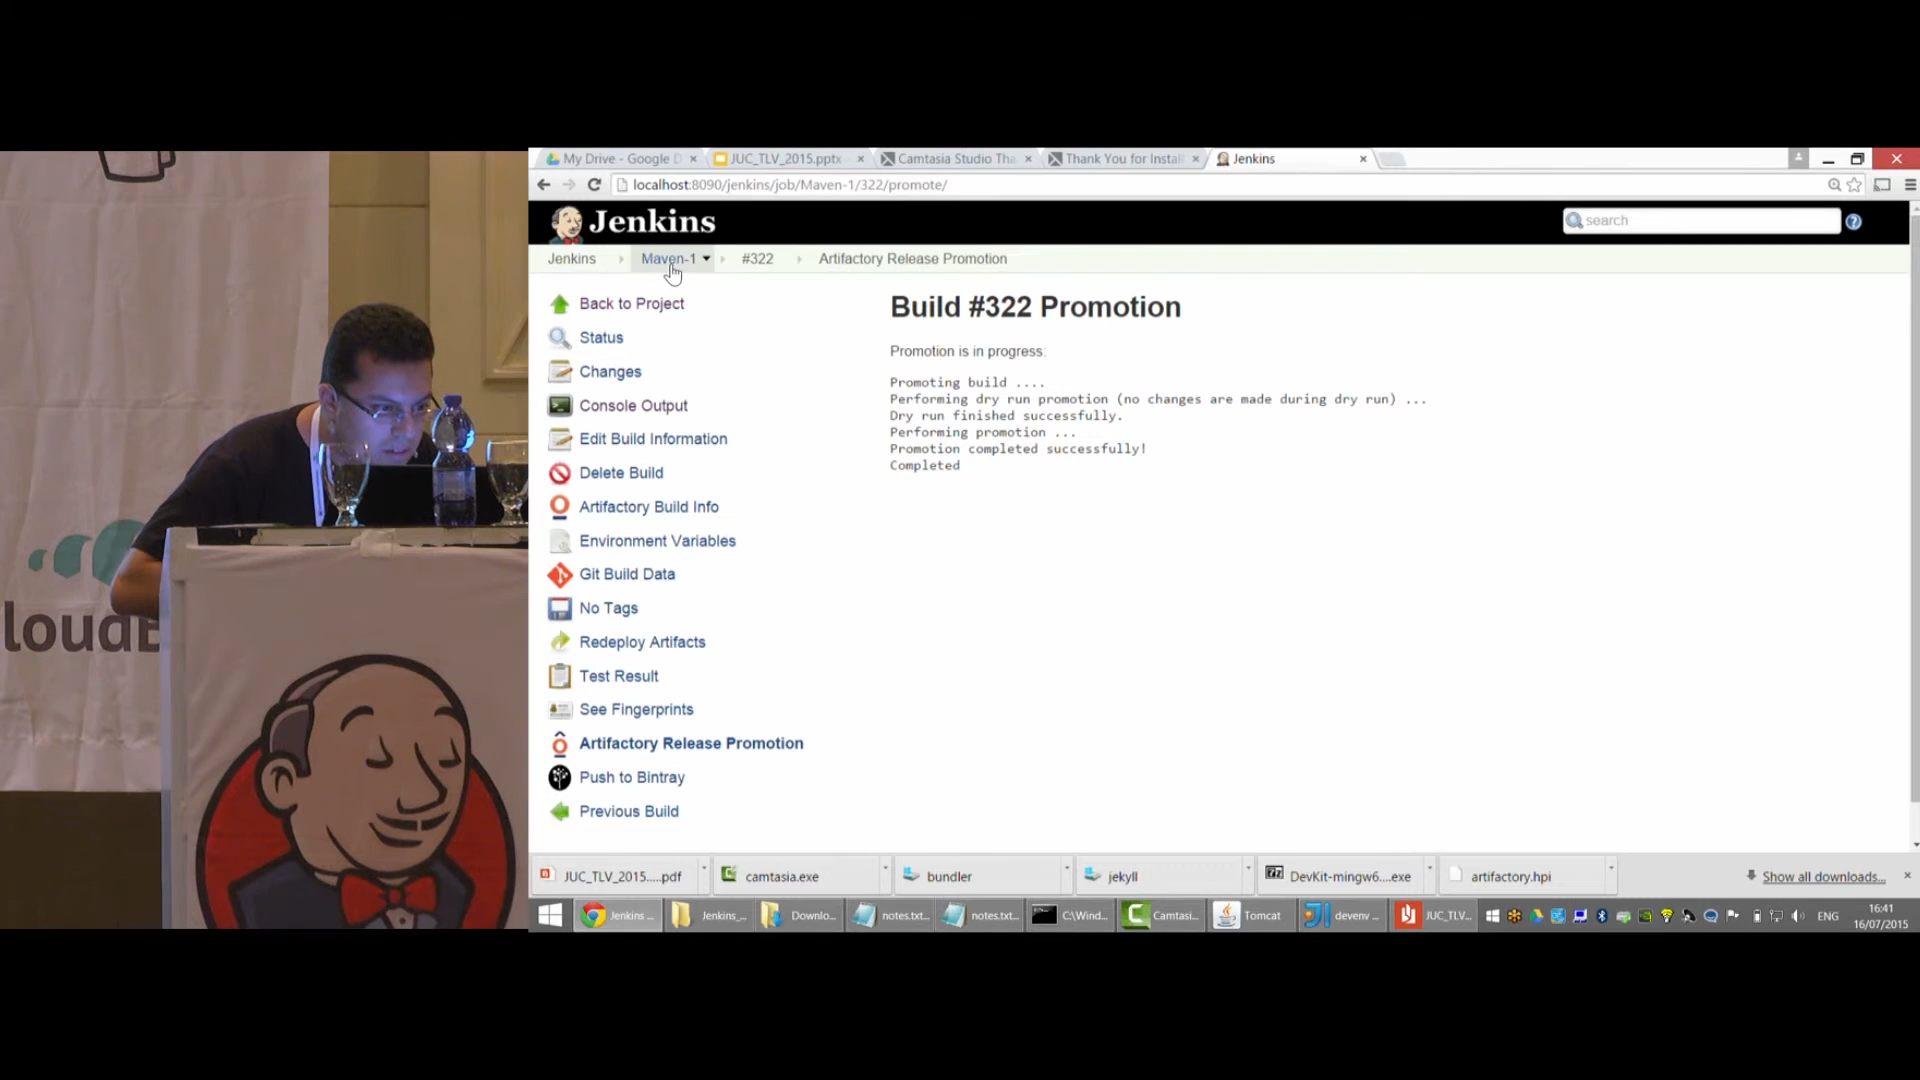 My Drive - Google D
JUC_TLV_2015.pptx
Camtasia Studio Tha
Thank You for Install
Jenkins
localhost:8090/jenkins/job/Maven-1/322/promote/
Jenkins
search
Jenkins
Maven-1
#322
Artifactory Release Promotion
Back to Project
Status
Changes
Console Output
Edit Build Information
Delete Build
Artifactory Build Info
Environment Variables
Git Build Data
No Tags
Redeploy Artifacts
Test Result
See Fingerprints
Artifactory Release Promotion
Push to Bintray
Previous Build
Build #322 Promotion
Promotion is in progress:
Promoting build ....
Performing dry run promotion (no changes are made during dry run) ...
Dry run finished successfully.
Performing promotion ...
Promotion completed successfully!
Completed
loudB
JUC_TLV_2015.....pdf
camtasia.exe
bundler
jekyll
DevKit-mingw6....exe
artifactory.hpi
Show all downloads...
Jenkins ...
Jenkins_...
Downlo...
notes.txt...
notes.txt...
C:\Wind...
Camtasi...
Tomcat
devenv ...
JUC_TLV...
ENG
16:41
16/07/2015